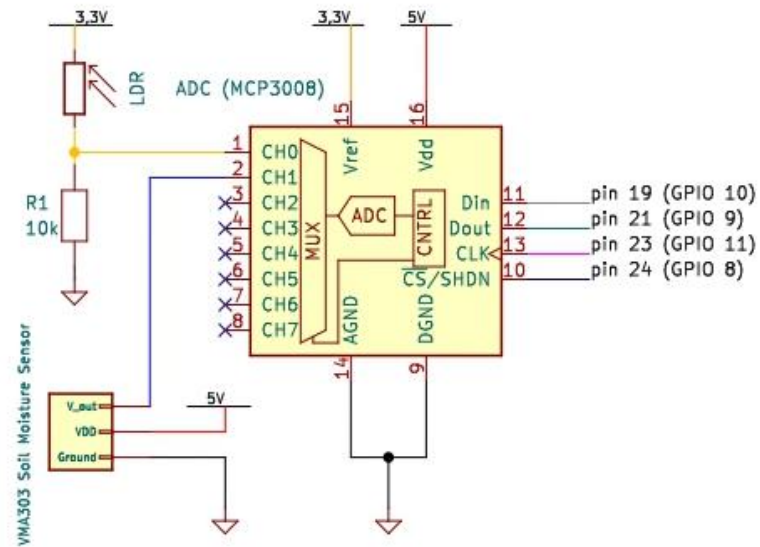 3,3V
3,3V
5V
LDR
ADC (MCP3008)
15
16
Vref
Vdd
1
CH0
2
CH1
3
CH2
4
CH3
5
CH4
6
CH5
7
CH6
8
CH7
MUX
ADC
CNTRL
Din
11
pin 19 (GPIO 10)
Dout
12
pin 21 (GPIO 9)
CLK
13
pin 23 (GPIO 11)
CS/SHDN
10
pin 24 (GPIO 8)
R1
10k
AGND
DGND
14
9
VMA303 Soil Moisture Sensor
V_out
VDD
Ground
5V